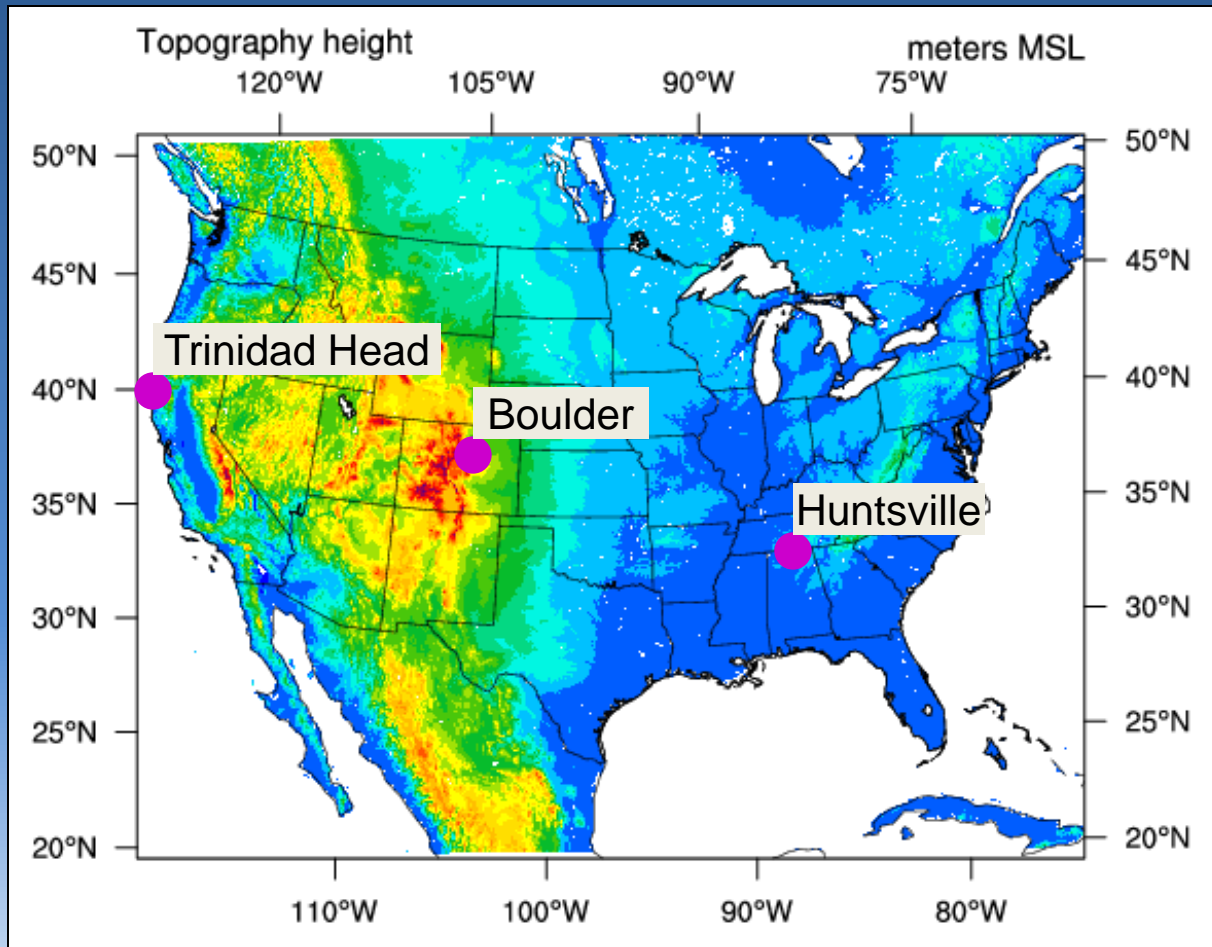 Topography height meters MSL
120°W 105°W 90°W 75°W
50°N 50°N
45°N 45°N
Trinidad Head
40°N 40°N
Boulder
35°N 35°N
Huntsville
30°N 30°N
25°N 25°N
20°N 20°N
110°W 100°W 90°W 80°W